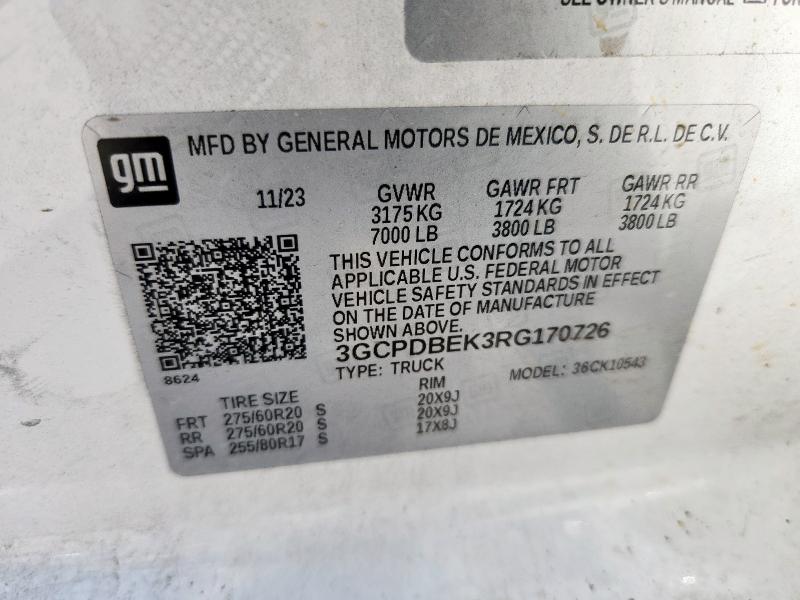 SEE OWNER'S MANUAL
gm
MFD BY GENERAL MOTORS DE MEXICO, S. DE R.L. DE C.V.
11/23 GVWR GAWR FRT GAWR RR
3175 KG 1724 KG 1724 KG
7000 LB 3800 LB 3800 LB
THIS VEHICLE CONFORMS TO ALL
APPLICABLE U.S. FEDERAL MOTOR
VEHICLE SAFETY STANDARDS IN EFFECT
ON THE DATE OF MANUFACTURE
SHOWN ABOVE.
3GCPDBEK3RG170726
8624
TYPE: TRUCK MODEL: 36CK10543
TIRE SIZE RIM
FRT 275/60R20 S 20X9J
RR 275/60R20 S 20X9J
SPA 255/80R17 S 17X8J